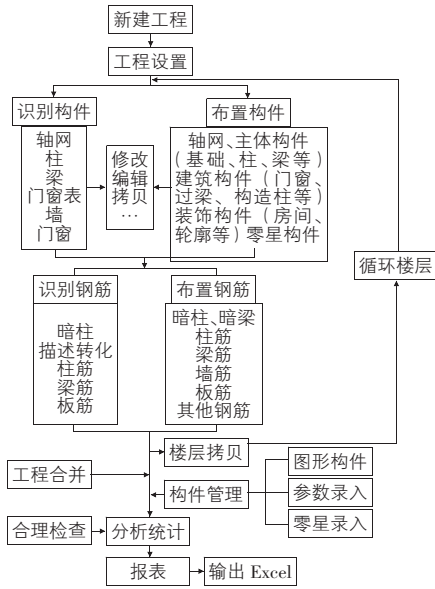 新建工程
工程设置
识别构件
轴网
柱
梁
门窗表
墙
门窗
修改
编辑
拷贝
…
布置构件
轴网、主体构件
(基础、柱、梁等)
建筑构件(门窗、
过梁、构造柱等)
装饰构件(房间、
轮廓等)零星构件
循环楼层
识别钢筋
暗柱
描述转化
柱筋
梁筋
板筋
布置钢筋
暗柱、暗梁
柱筋
梁筋
墙筋
板筋
其他钢筋
楼层拷贝
工程合并
构件管理
图形构件
参数录入
零星录入
合理检查
分析统计
报表
输出 Excel